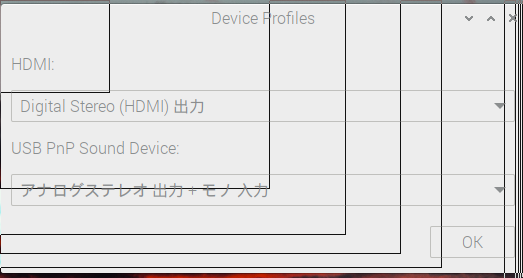 Device Profiles
HDMI:
Digital Stereo (HDMI) 出力
USB PnP Sound Device:
アナログステレオ 出力 + モノ 入力
OK